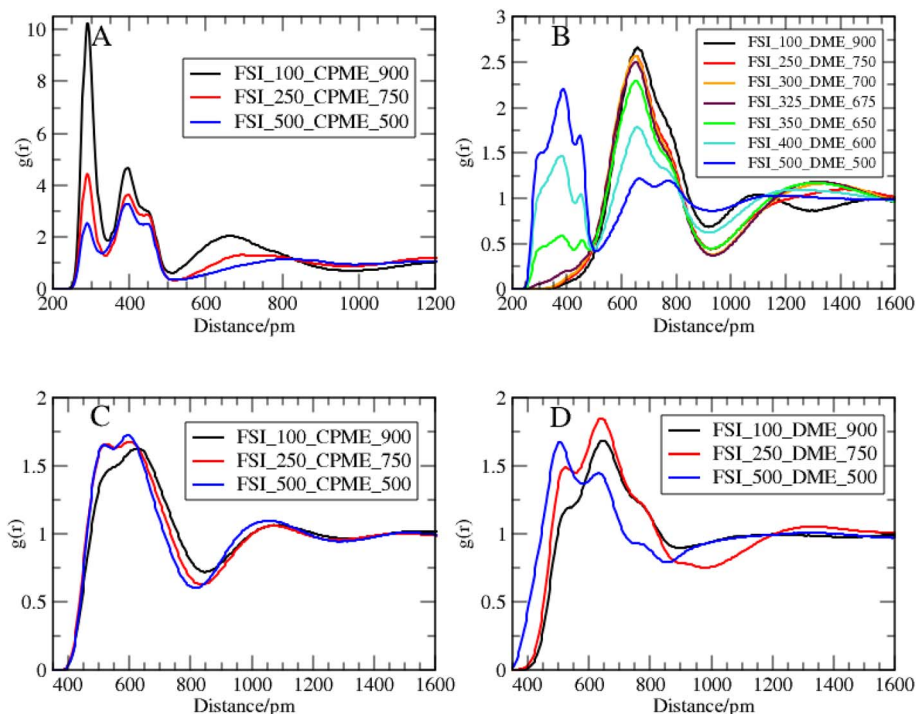 A
FSI_100_CPME_900
FSI_250_CPME_750
FSI_500_CPME_500
g(r)
10
8
6
4
2
0
200 400 600 800 1000 1200
Distance/pm
B
FSI_100_DME_900
FSI_250_DME_750
FSI_300_DME_700
FSI_325_DME_675
FSI_350_DME_650
FSI_400_DME_600
FSI_500_DME_500
g(r)
3
2.5
2
1.5
1
0.5
0
200 400 600 800 1000 1200 1400 1600
Distance/pm
C
FSI_100_CPME_900
FSI_250_CPME_750
FSI_500_CPME_500
g(r)
2
1.5
1
0.5
0
400 600 800 1000 1200 1400 1600
Distance/pm
D
FSI_100_DME_900
FSI_250_DME_750
FSI_500_DME_500
g(r)
2
1.5
1
0.5
0
400 600 800 1000 1200 1400 1600
Distance/pm